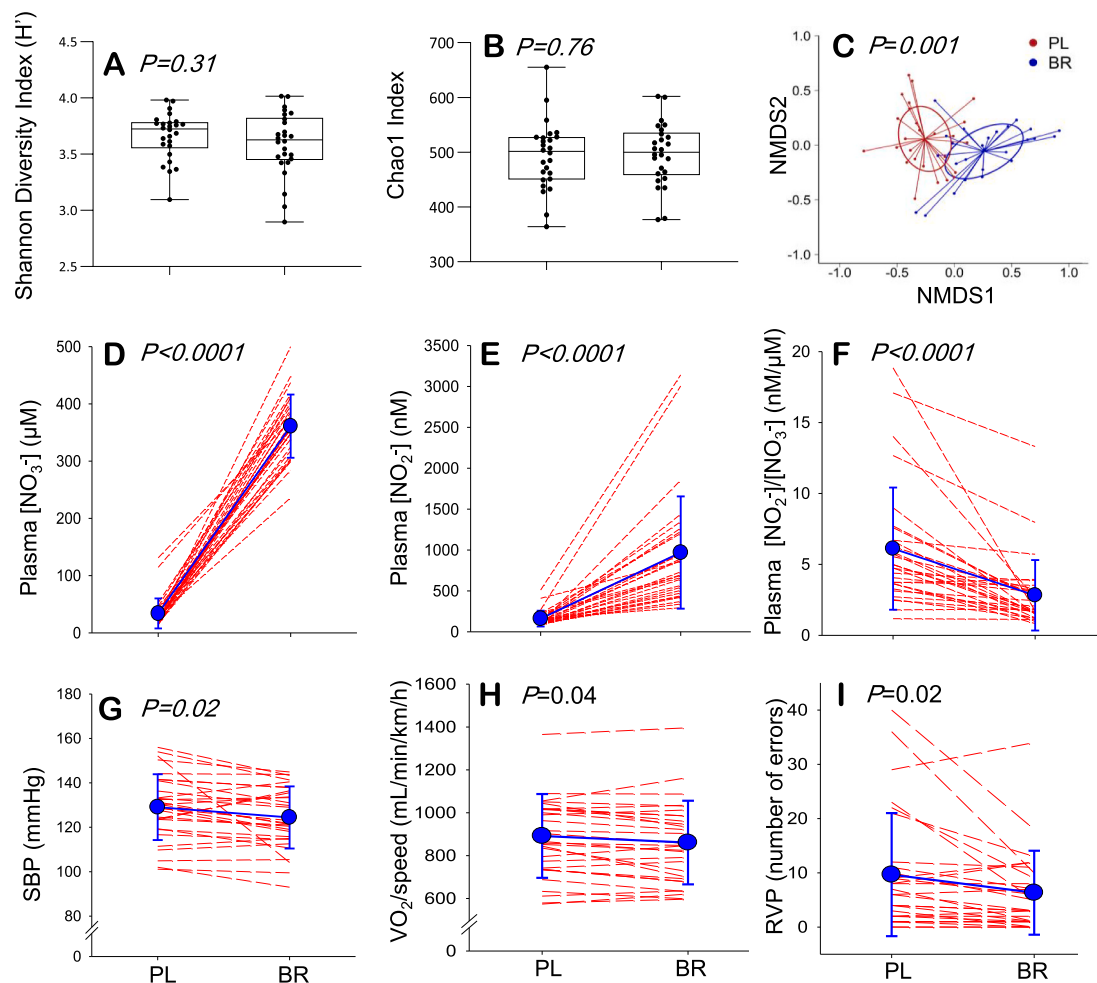 A P=0.31
Shannon Diversity Index (H')
4.5
4.0
3.5
3.0
2.5
B P=0.76
Chao1 Index
700
600
500
400
300
C P=0.001
PL
BR
NMDS2
1.0
0.5
0.0
-0.5
-1.0
-1.0 -0.5 0.0 0.5 1.0
NMDS1
D P<0.0001
Plasma [NO3-] (μM)
500
400
300
200
100
0
E P<0.0001
Plasma [NO2-] (nM)
3500
3000
2500
2000
1500
1000
500
0
F P<0.0001
Plasma [NO2-]/[NO3-] (nM/μM)
20
15
10
5
0
G P=0.02
SBP (mmHg)
180
160
140
120
100
80
0
PL BR
H P=0.04
VO2/speed (mL/min/km/h)
1600
1400
1200
1000
800
600
0
PL BR
I P=0.02
RVP (number of errors)
40
30
20
10
0
PL BR